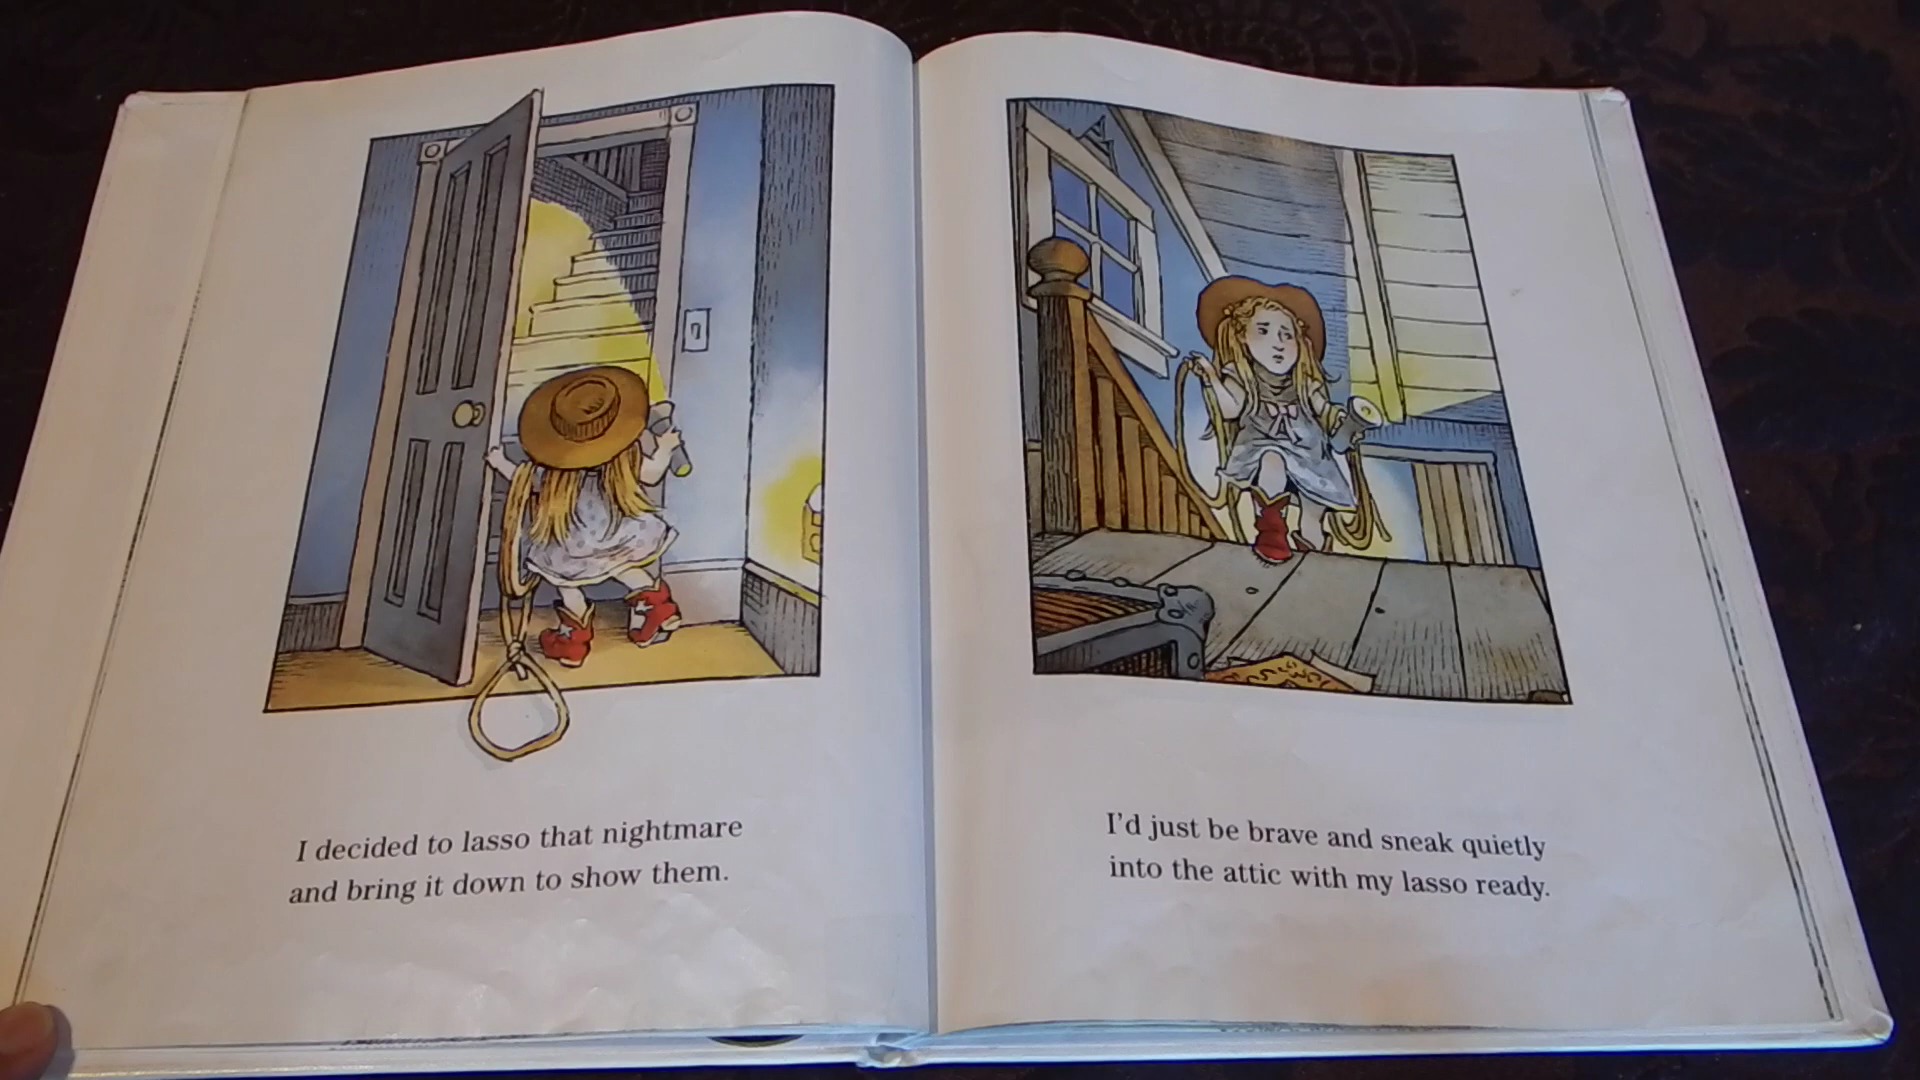 I decided to lasso that nightmare
and bring it down to show them.
I'd just be brave and sneak quietly
into the attic with my lasso ready.